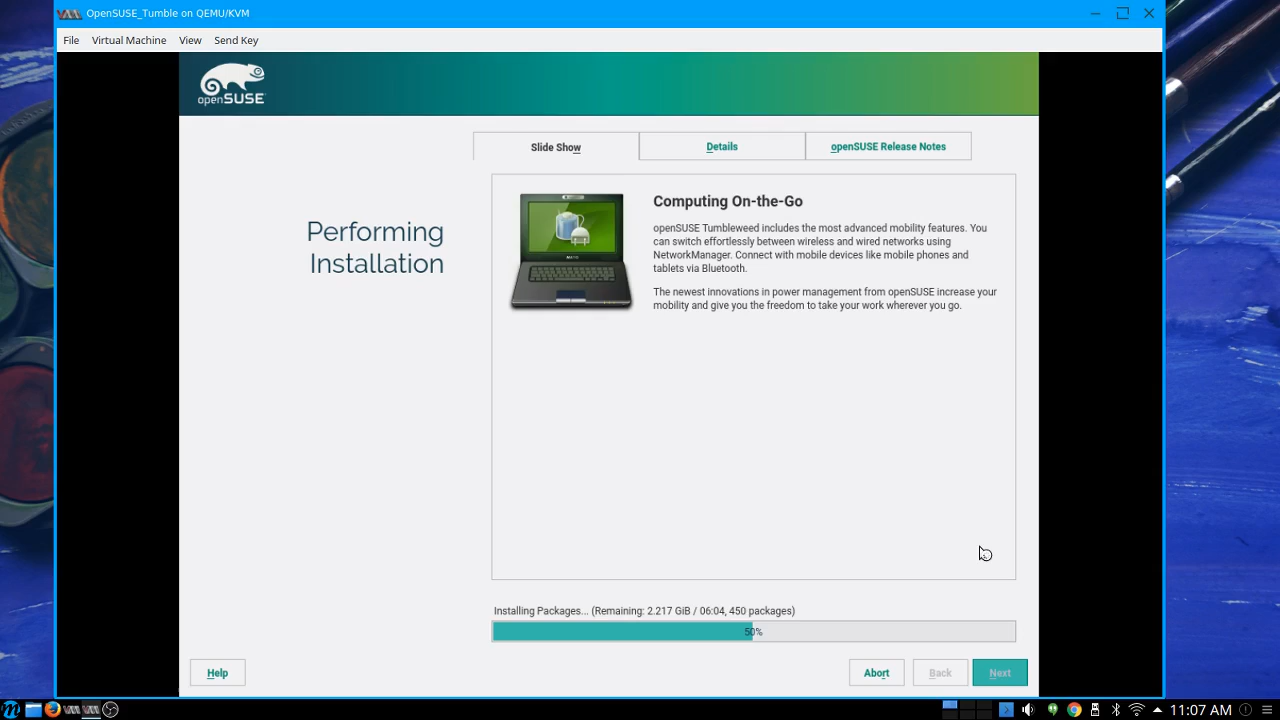 OpenSUSE_Tumble on QEMU/KVM
File Virtual Machine View Send Key
openSUSE
Slide Show Details openSUSE Release Notes
Performing
Installation
Computing On-the-Go
openSUSE Tumbleweed includes the most advanced mobility features. You
can switch effortlessly between wireless and wired networks using
NetworkManager. Connect with mobile devices like mobile phones and
tablets via Bluetooth.
The newest innovations in power management from openSUSE increase your
mobility and give you the freedom to take your work wherever you go.
Installing Packages... (Remaining: 2.217 GiB / 06:04, 450 packages)
50%
Help Abort Back Next
11:07 AM